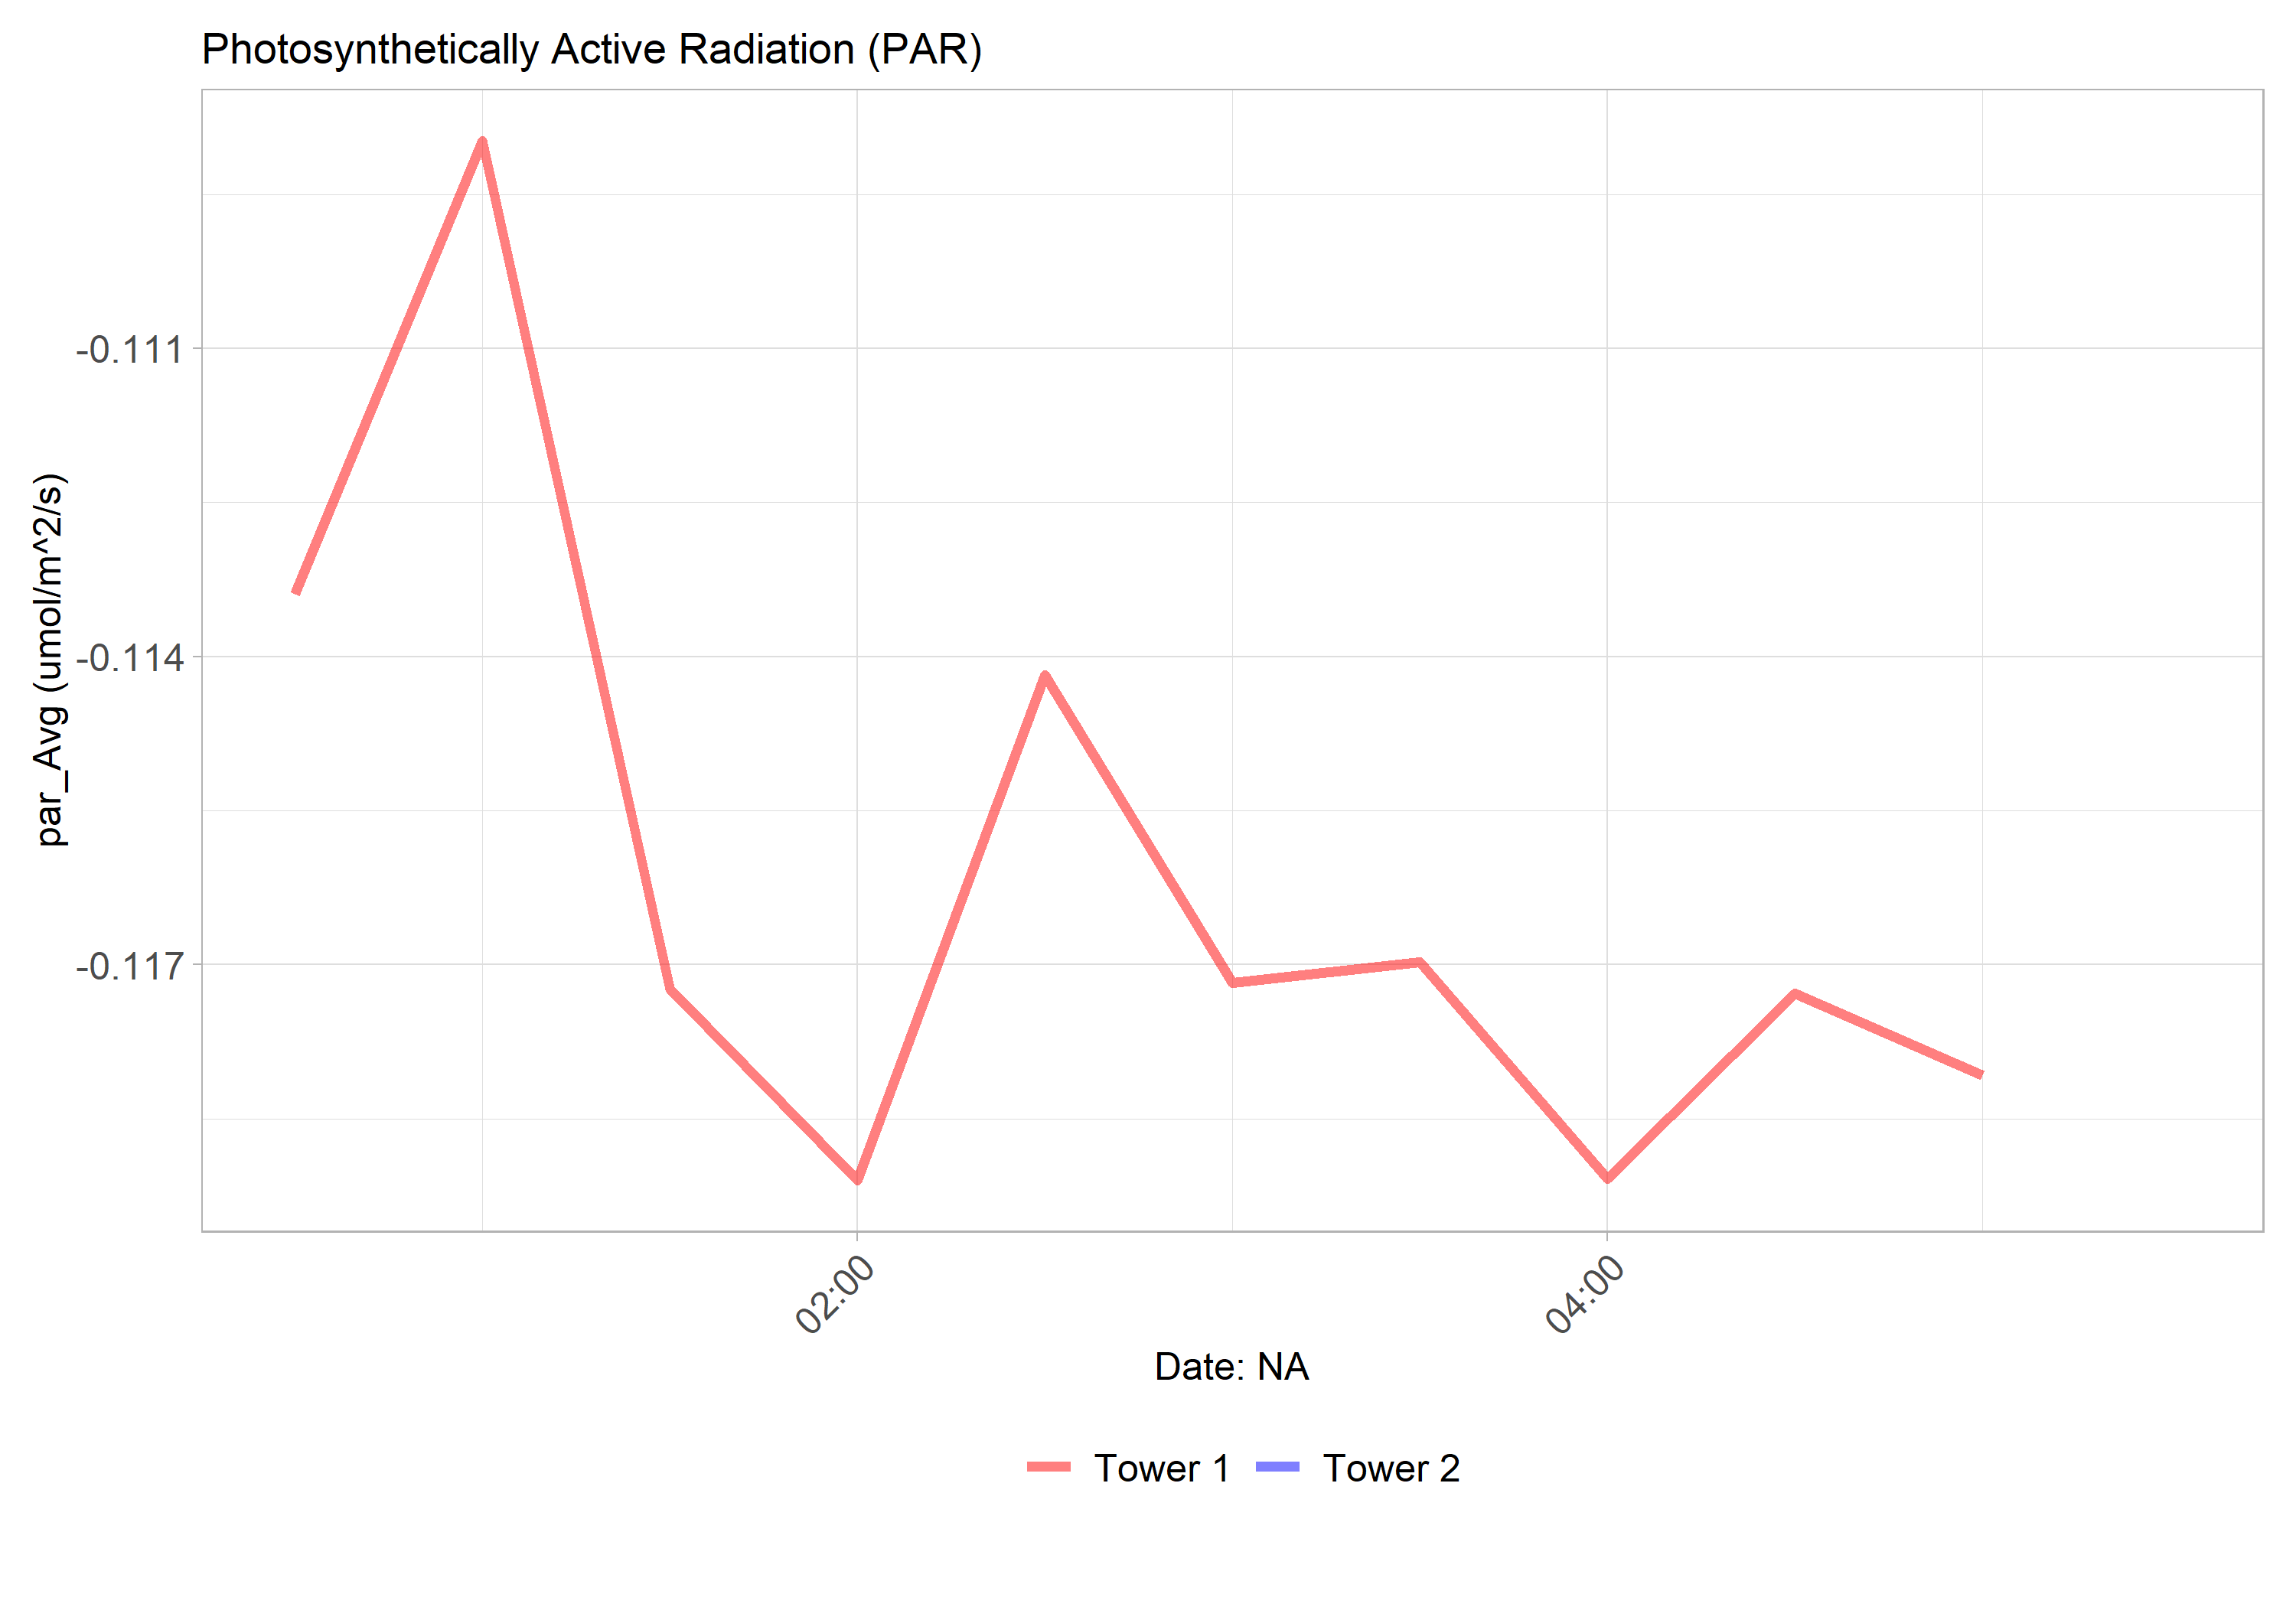 Photosynthetically Active Radiation (PAR)
par_Avg (umol/m^2/s)
-0.111
-0.114
-0.117
02:00
04:00
Date: NA
Tower 1
Tower 2